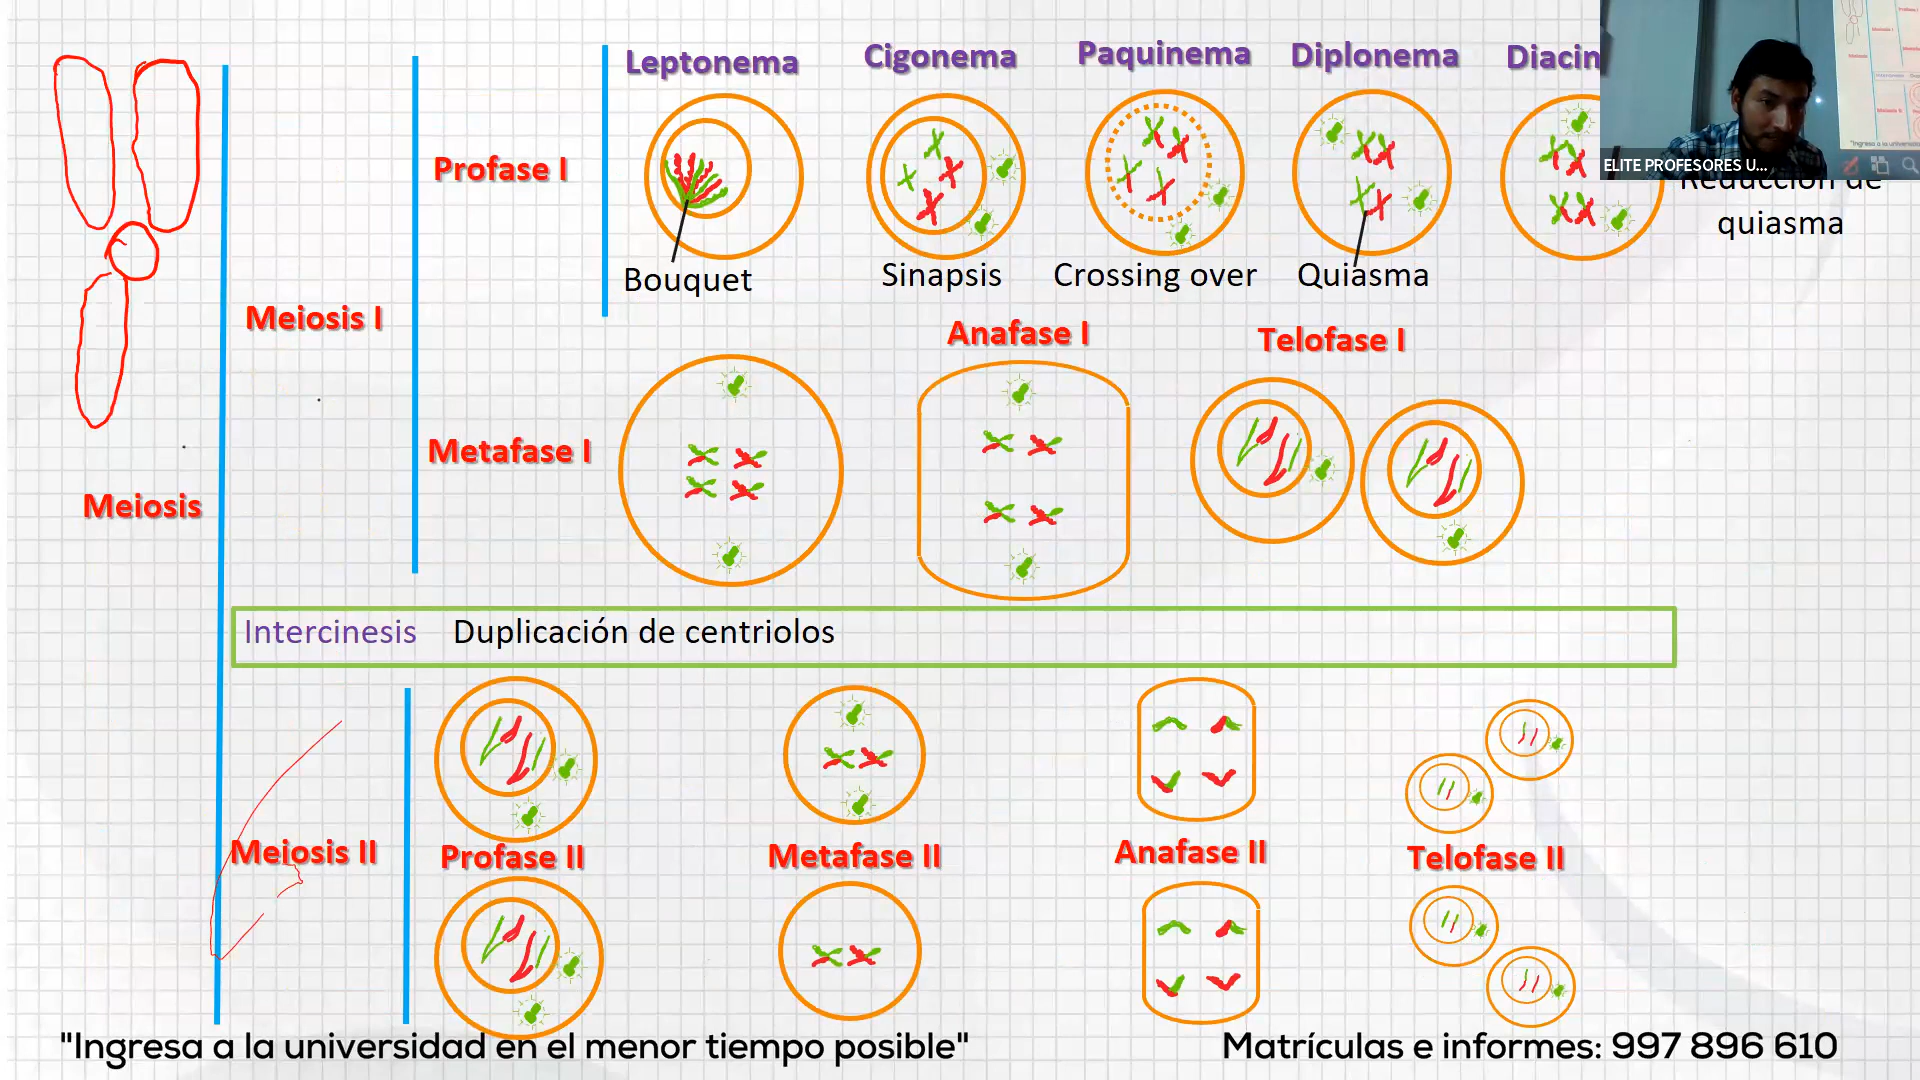 Leptonema
Cigonema
Paquinema
Diplonema
Diacin
ELITE PROFESORES U...
Profase I
Reducción de
quiasma
Bouquet
Sinapsis
Crossing over
Quiasma
Meiosis I
Anafase I
Telofase I
Metafase I
Meiosis
Intercinesis
Duplicación de centriolos
Meiosis II
Profase II
Metafase II
Anafase II
Telofase II
"Ingresa a la universidad en el menor tiempo posible"
Matrículas e informes: 997 896 610